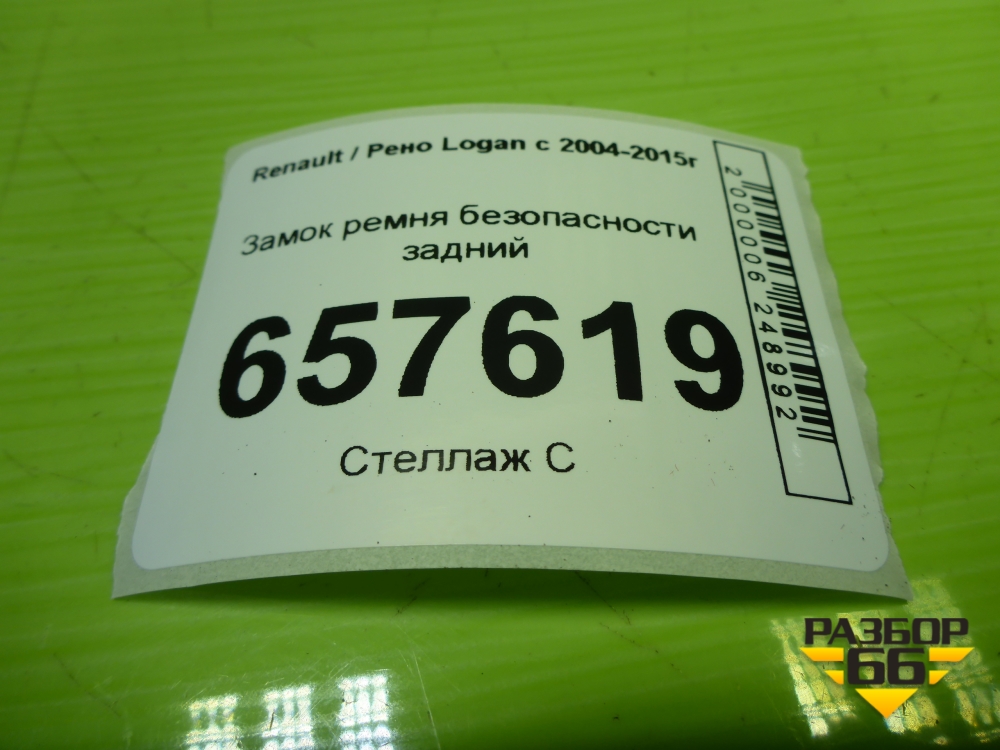 Renault / Рено Logan с 2004-2015г
Замок ремня безопасности
задний
657619
Стеллаж С
2000006248992
РАЗБОР
66